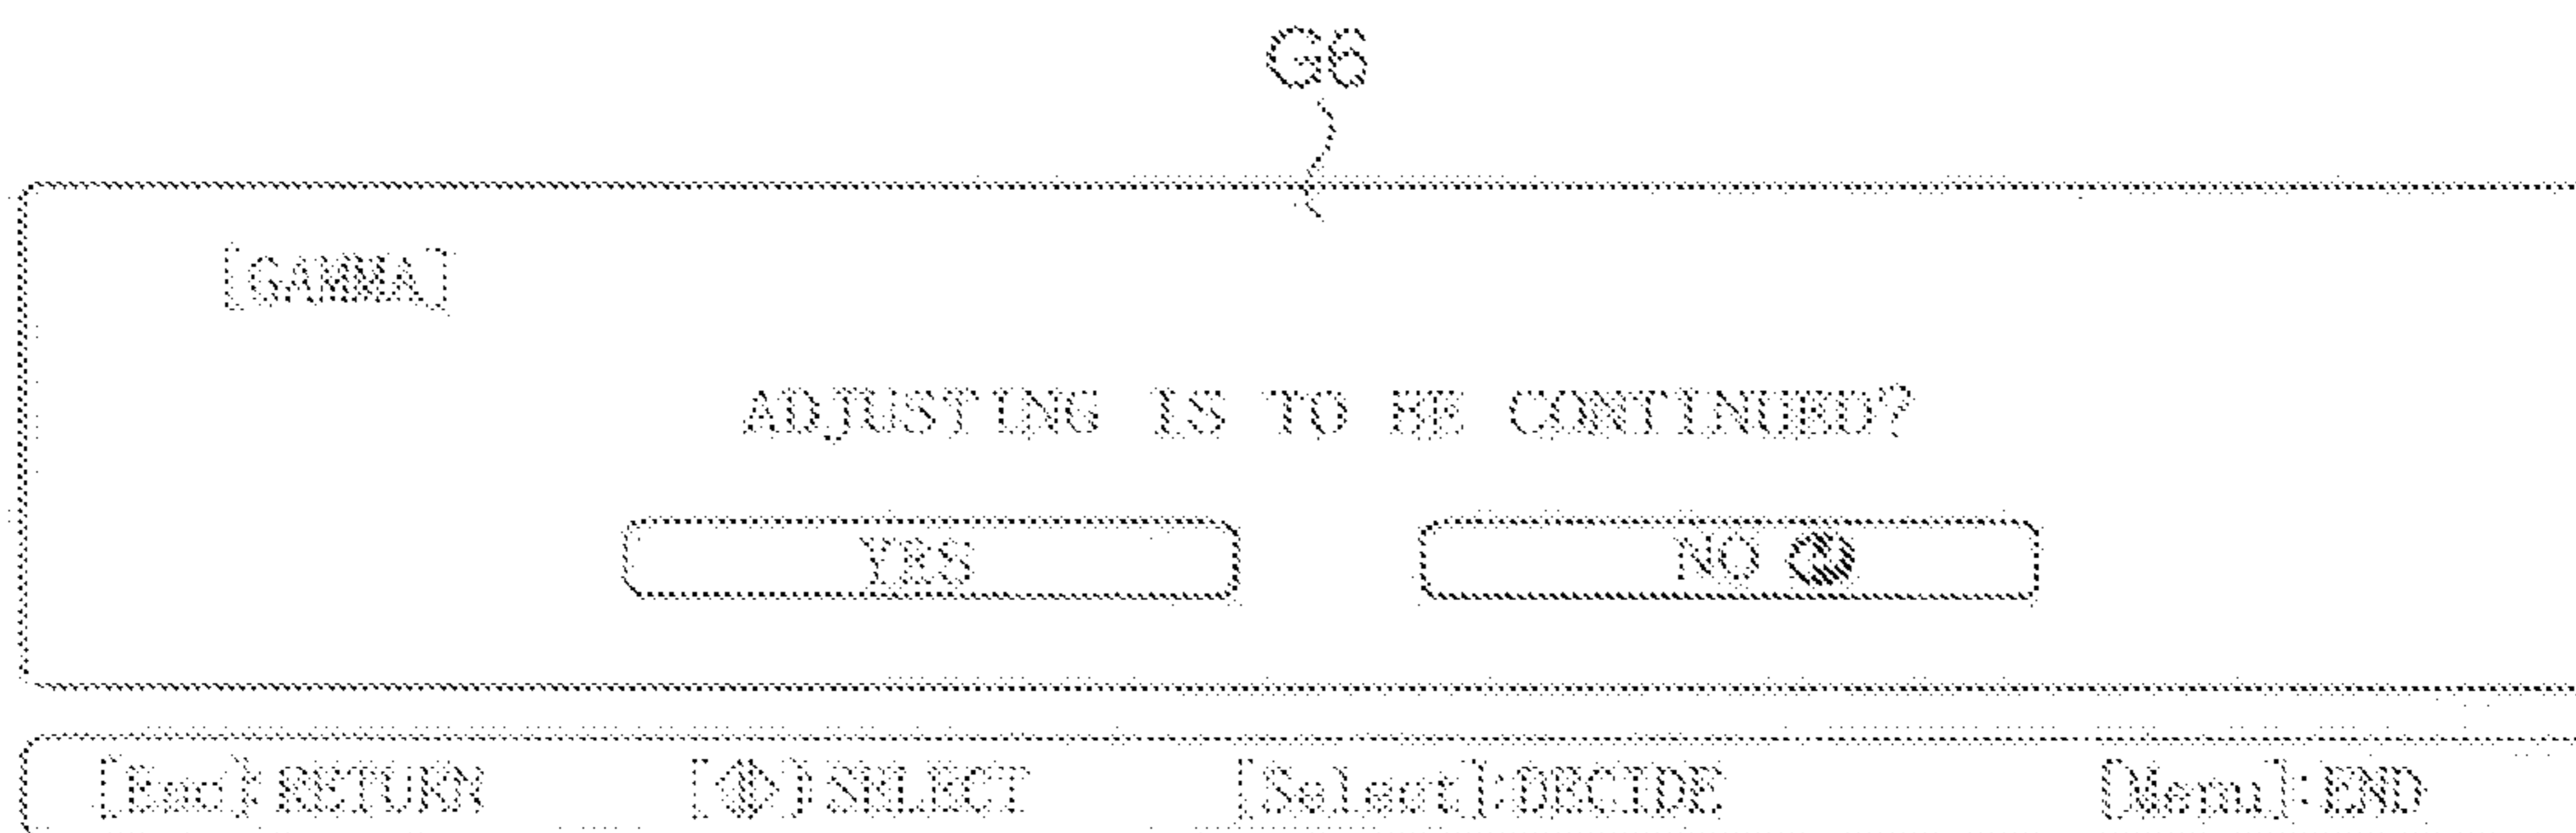 G6
[GAMMA]
ADJUSTING IS TO BE CONTINUED?
YES NO
[Esc]:RETURN [◆]:SELECT [Select]:DECIDE [Menu]:END